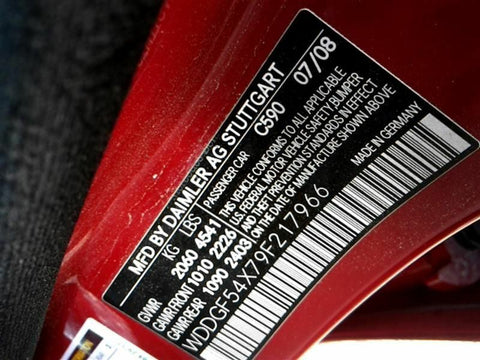 MFD BY DAIMLER AG STUTTGART
KG LBS PASSENGER CAR C590 07/08
GVWR 2060 4541 THIS VEHICLE CONFORMS TO ALL APPLICABLE
GAWR FRONT 1010 2226 U.S. FEDERAL MOTOR VEHICLE SAFETY, BUMPER
GAWR REAR 1090 2403 AND THEFT PREVENTION STANDARDS IN EFFECT
ON THE DATE OF MANUFACTURE SHOWN ABOVE
WDDGF54X79F217966 MADE IN GERMANY